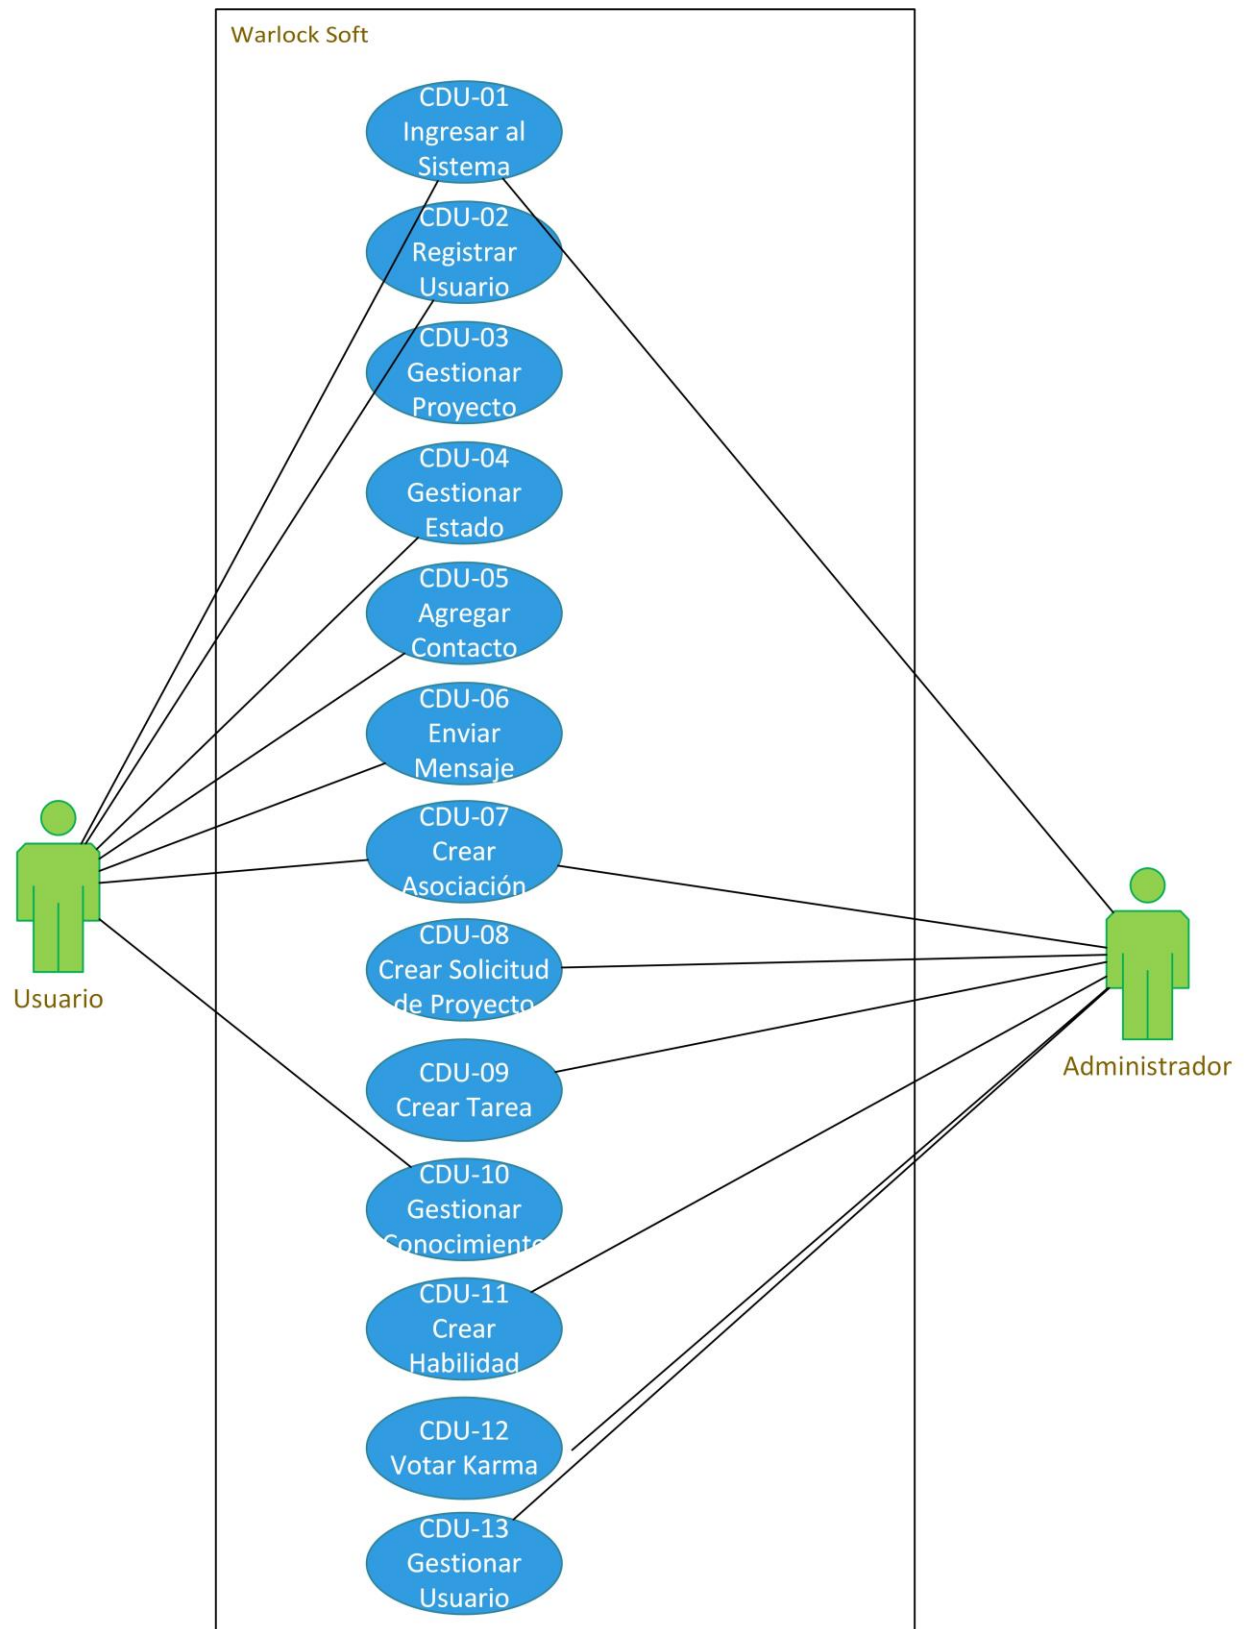 Warlock Soft
CDU-01
Ingresar al
Sistema
CDU-02
Registrar
Usuario
CDU-03
Gestionar
Proyecto
CDU-04
Gestionar
Estado
CDU-05
Agregar
Contacto
CDU-06
Enviar
Mensaje
CDU-07
Crear
Asociación
CDU-08
Crear Solicitud
de Proyecto
Usuario
CDU-09
Crear Tarea
Administrador
CDU-10
Gestionar
Conocimiento
CDU-11
Crear
Habilidad
CDU-12
Votar Karma
CDU-13
Gestionar
Usuario